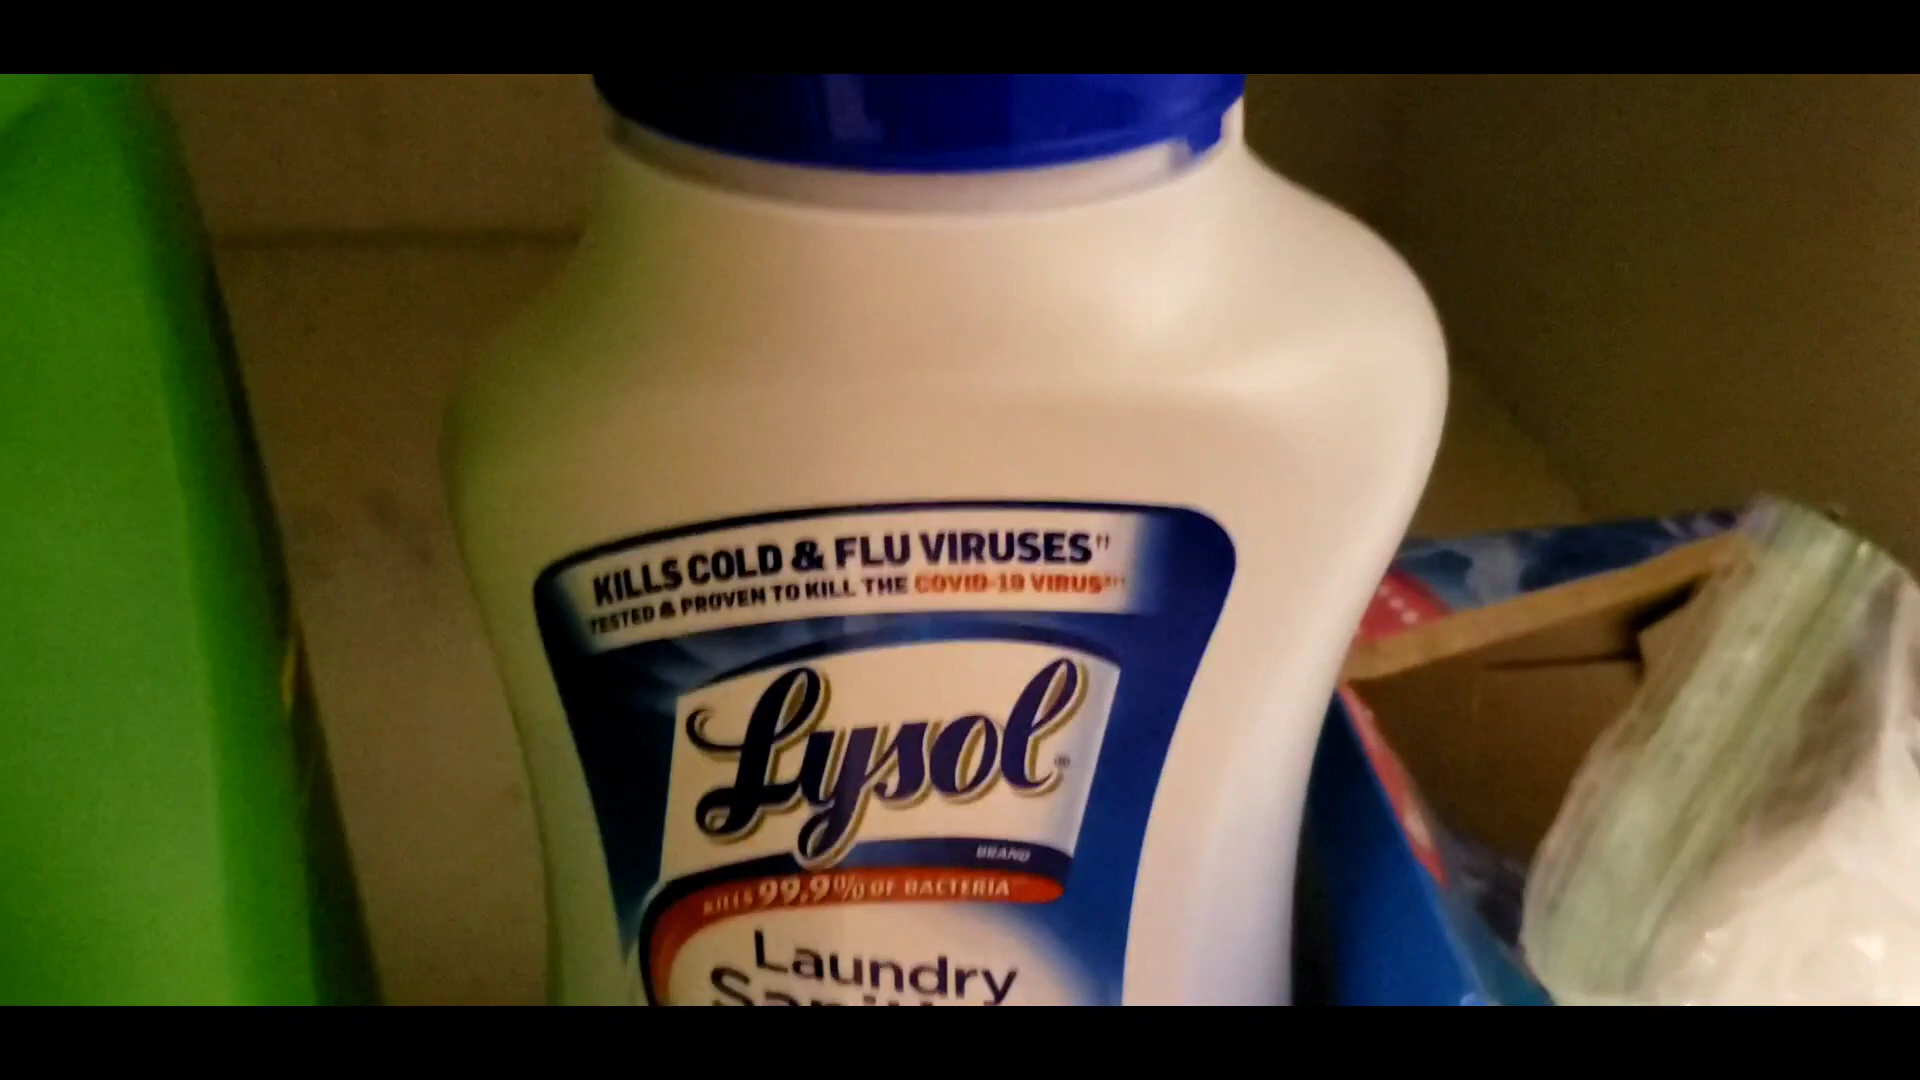 KILLS COLD & FLU VIRUSES††
TESTED & PROVEN TO KILL THE COVID-19 VIRUS
Lysol®
BRAND
KILLS 99.9% OF BACTERIA
Laundry